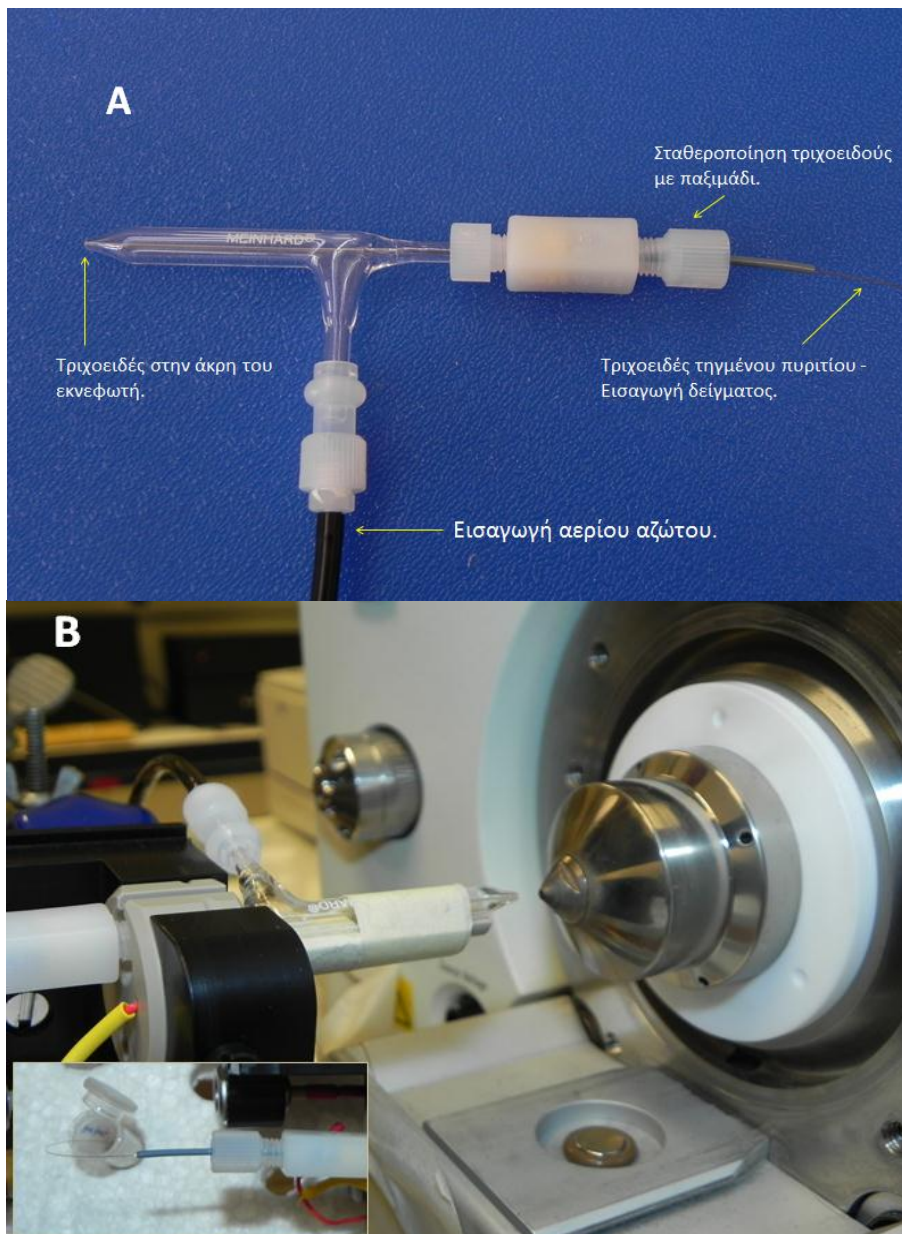 A
Σταθεροποίηση τριχοειδούς
με παξιμάδι.
MEINHARD®
Τριχοειδές στην άκρη του
εκνεφωτή.
Τριχοειδές τηγμένου πυριτίου -
Εισαγωγή δείγματος.
Εισαγωγή αερίου αζώτου.
B